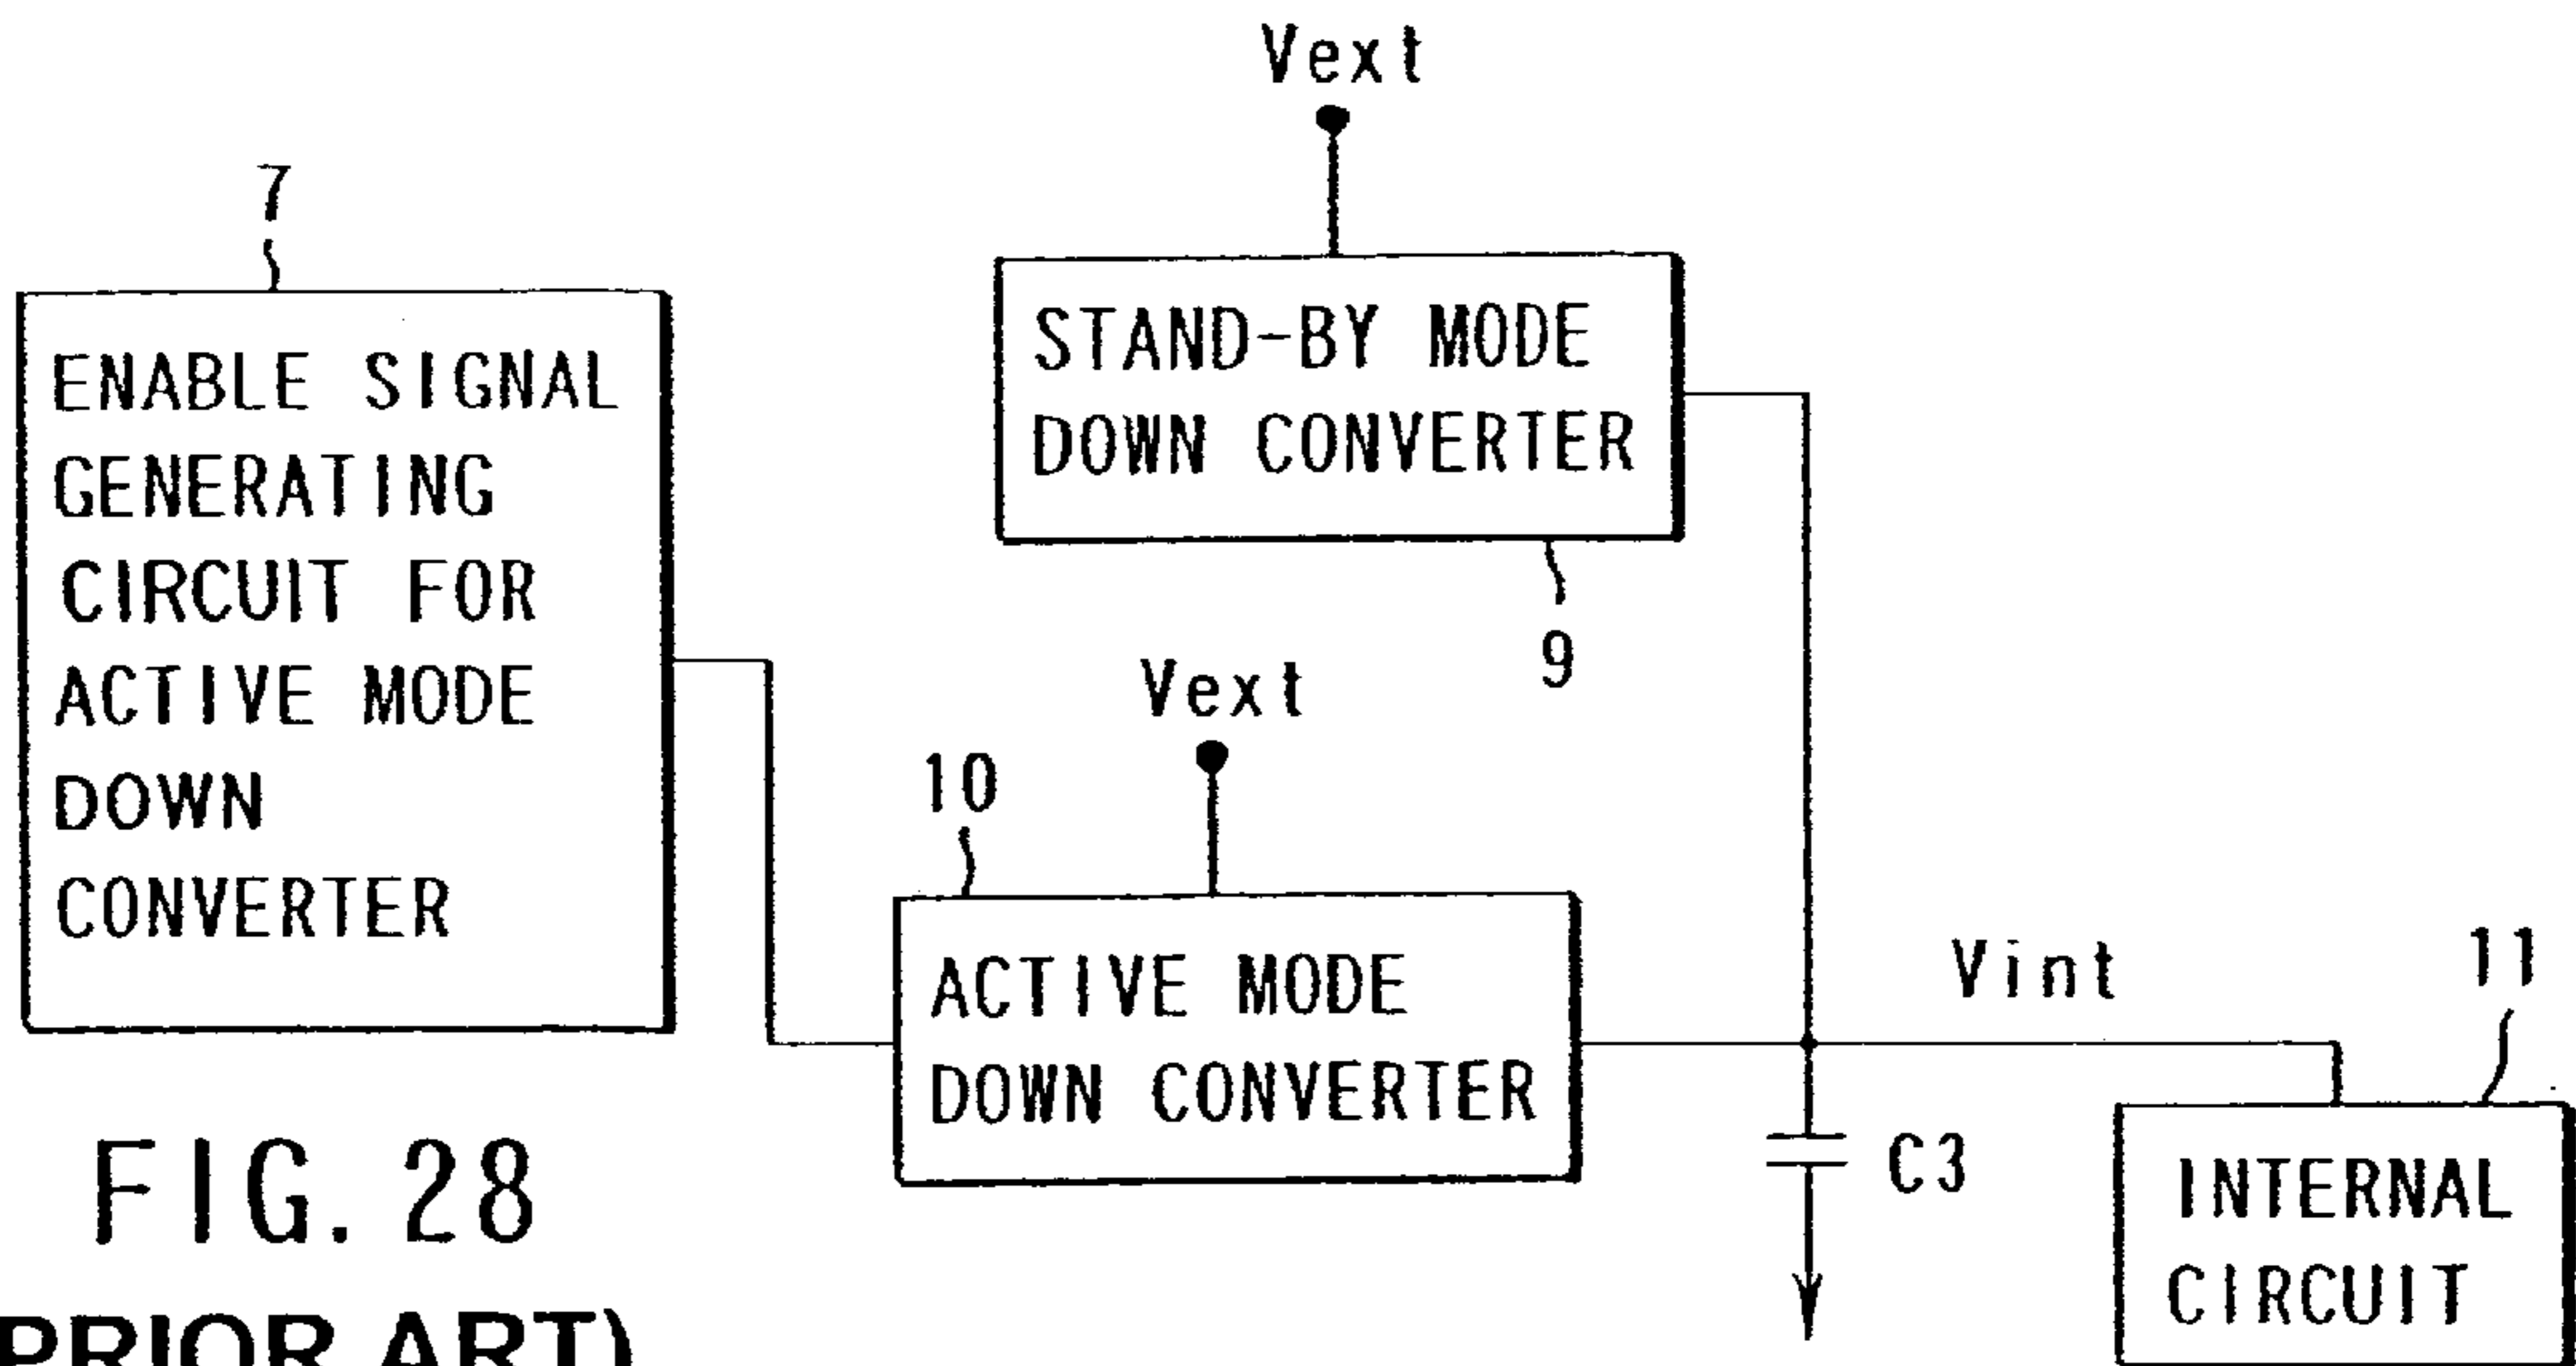 Vext
7
STAND-BY MODE
DOWN CONVERTER
9
ENABLE SIGNAL
GENERATING
CIRCUIT FOR
ACTIVE MODE
DOWN
CONVERTER
Vext
10
ACTIVE MODE
DOWN CONVERTER
Vint
11
C3
INTERNAL
CIRCUIT
FIG. 28
PRIOR ART)